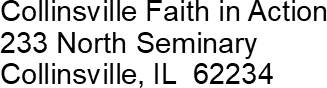 Collinsville Faith in Action
233 North Seminary
Collinsville, IL  62234